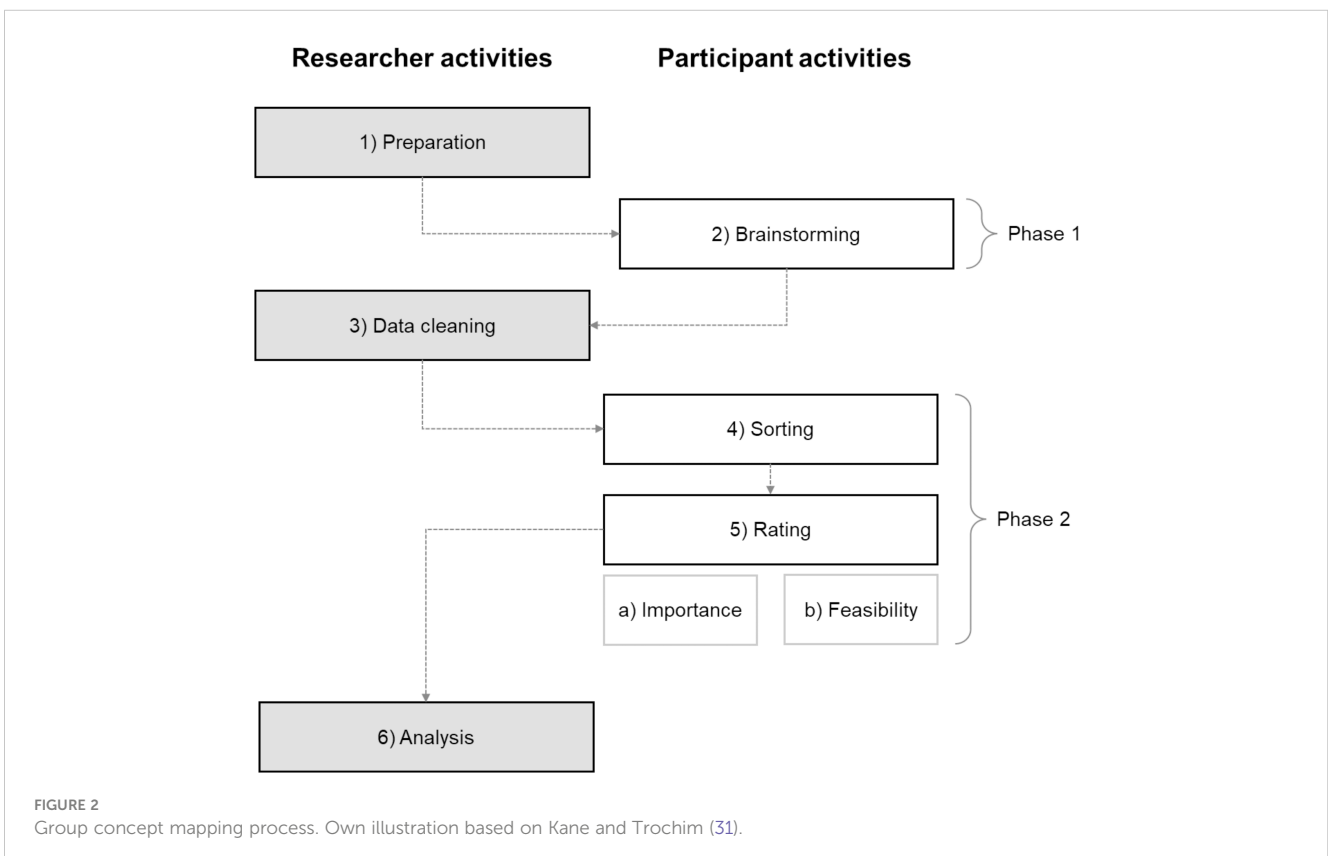 Researcher activities
Participant activities
1) Preparation
2) Brainstorming
Phase 1
3) Data cleaning
4) Sorting
5) Rating
Phase 2
a) Importance
b) Feasibility
6) Analysis
FIGURE 2
Group concept mapping process. Own illustration based on Kane and Trochim (31).